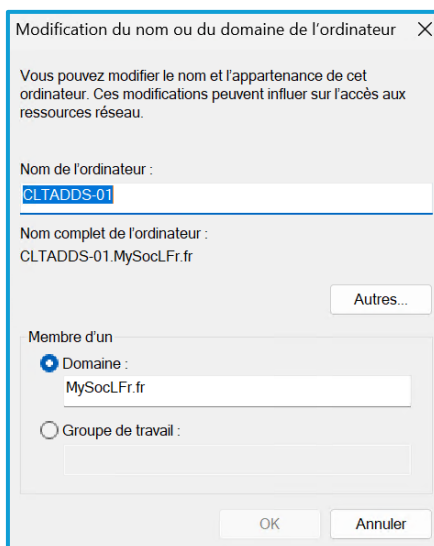 Modification du nom ou du domaine de l’ordinateur
Vous pouvez modifier le nom et l'appartenance de cet
ordinateur. Ces modifications peuvent influer sur l'accès aux
ressources réseau.
Nom de l'ordinateur :
CLTADDS-01
Nom complet de l'ordinateur :
CLTADDS-01.MySocLFr.fr
Autres...
Membre d'un
Domaine :
MySocLFr.fr
Groupe de travail :
OK Annuler